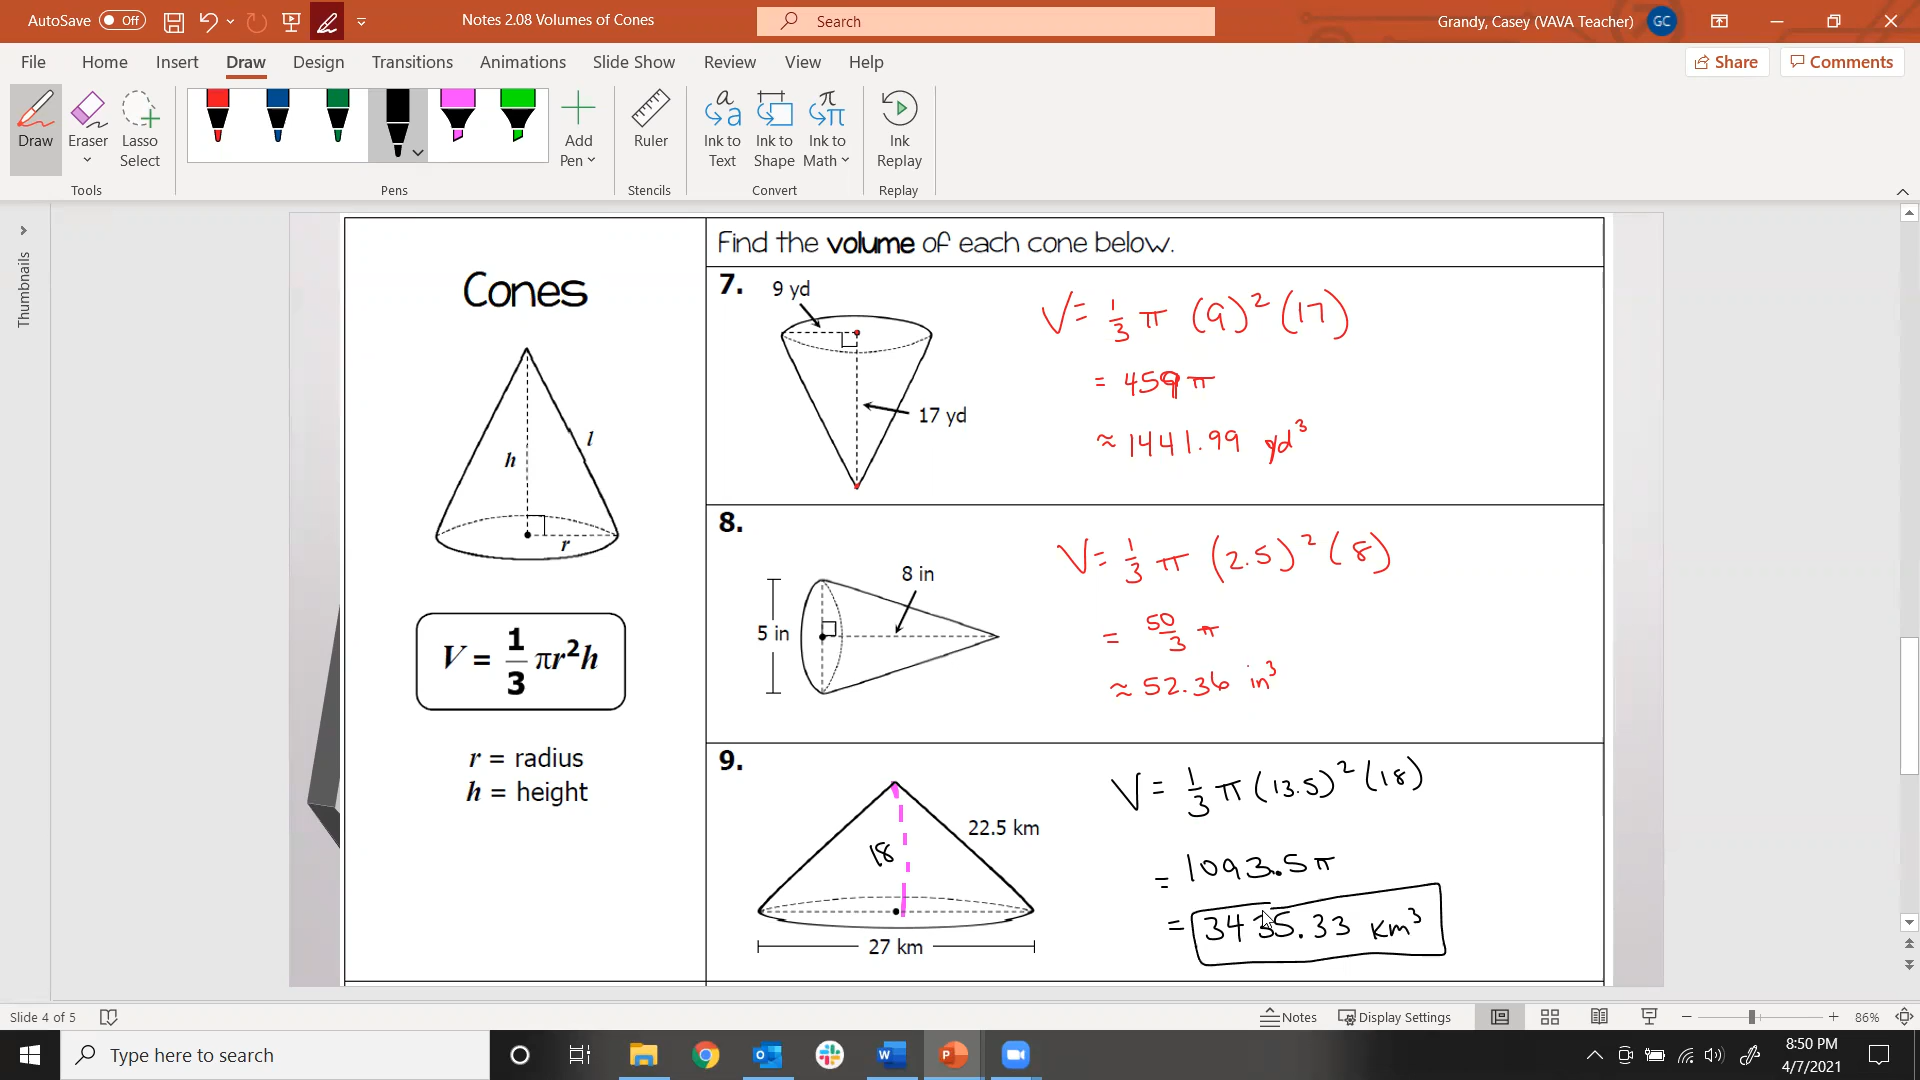 AutoSave Off
Notes 2.08 Volumes of Cones
Search
Grandy, Casey (VAVA Teacher) GC
File Home Insert Draw Design Transitions Animations Slide Show Review View Help
Share Comments
Draw
Eraser
Lasso Select
Add Pen
Ruler
Ink to Text
Ink to Shape
Ink to Math
Ink Replay
Tools Pens Stencils Convert Replay
Thumbnails
Cones
h
l
r
V = 1/3 πr²h
r = radius
h = height
Find the volume of each cone below.
7.
9 yd
17 yd
V = 1/3 π (9)² (17)
= 459π
≈ 1441.99 yd³
8.
8 in
5 in
V = 1/3 π (2.5)² (8)
= 50/3 π
≈ 52.36 in³
9.
18
22.5 km
27 km
V = 1/3 π (13.5)² (18)
= 1093.5π
= 3435.33 km³
Slide 4 of 5
Notes Display Settings 86%
Type here to search
8:50 PM
4/7/2021